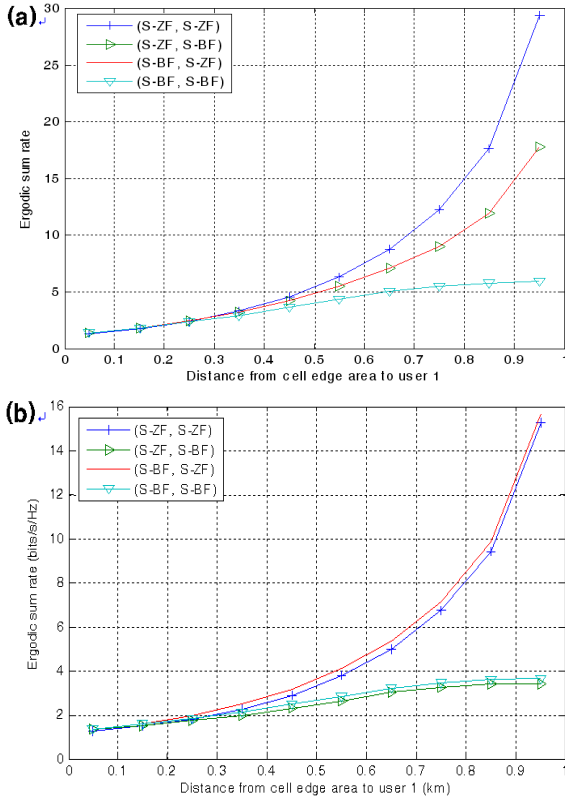 (a)
30
25
20
15
10
5
0
Ergodic sum rate
(S-ZF, S-ZF)
(S-ZF, S-BF)
(S-BF, S-ZF)
(S-BF, S-BF)
0 0.1 0.2 0.3 0.4 0.5 0.6 0.7 0.8 0.9 1
Distance from cell edge area to user 1
(b)
16
14
12
10
8
6
4
2
0
Ergodic sum rate (bits/s/Hz)
(S-ZF, S-ZF)
(S-ZF, S-BF)
(S-BF, S-ZF)
(S-BF, S-BF)
0 0.1 0.2 0.3 0.4 0.5 0.6 0.7 0.8 0.9 1
Distance from cell edge area to user 1 (km)